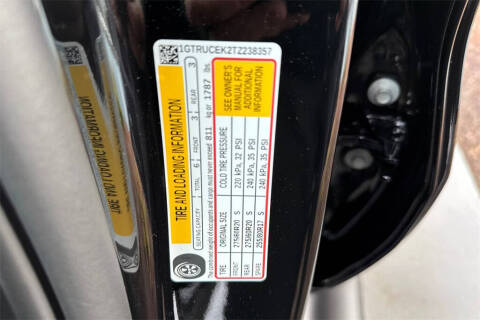 1GTRUCEK2TZ238357
TIRE AND LOADING INFORMATION
SEATING CAPACITY TOTAL 6 FRONT 3 REAR 3
The combined weight of occupants and cargo must never exceed 811 kg or 1787 lbs.
TIRE ORIGINAL SIZE COLD TIRE PRESSURE
FRONT 275/60R20 S 220 kPa, 32 PSI
REAR 275/60R20 S 240 kPa, 35 PSI
SPARE 255/80R17 S 240 kPa, 35 PSI
SEE OWNER'S
MANUAL FOR
ADDITIONAL
INFORMATION